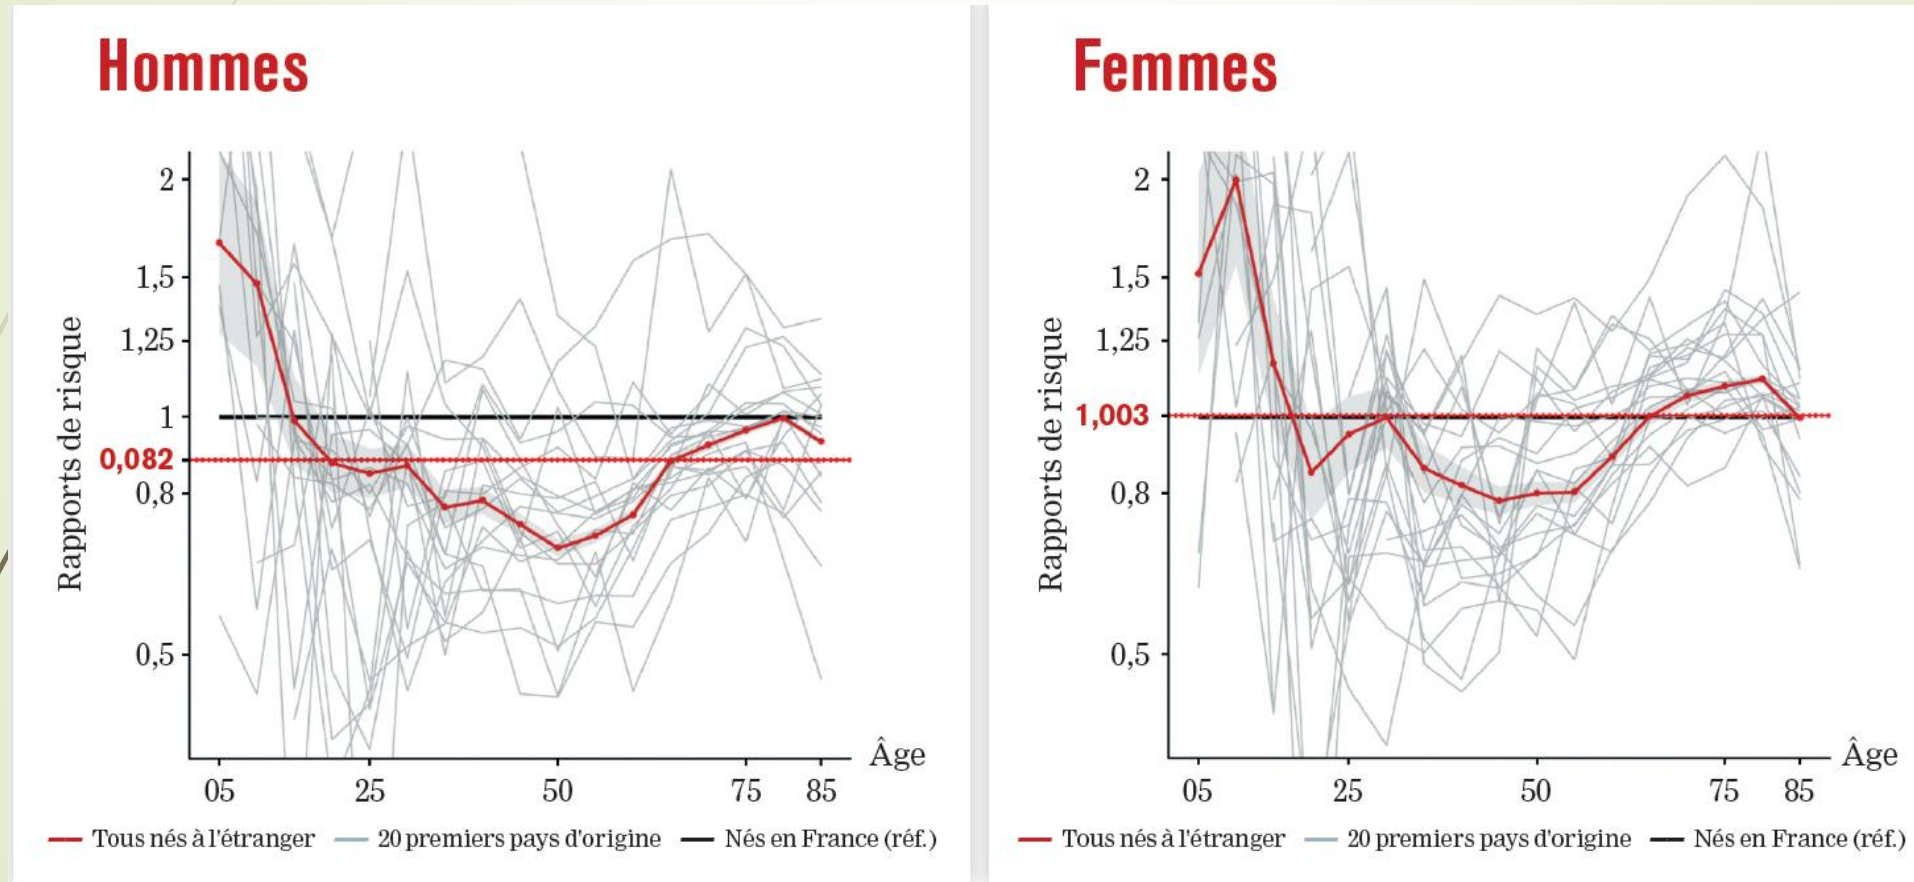 Hommes
Rapports de risque
2
1,5
1,25
1
0,082
0,8
0,5
05 25 50 75 85
Âge
Tous nés à l'étranger 20 premiers pays d'origine Nés en France (réf.)
Femmes
Rapports de risque
2
1,5
1,25
1,003
0,8
0,5
05 25 50 75 85
Âge
Tous nés à l'étranger 20 premiers pays d'origine Nés en France (réf.)